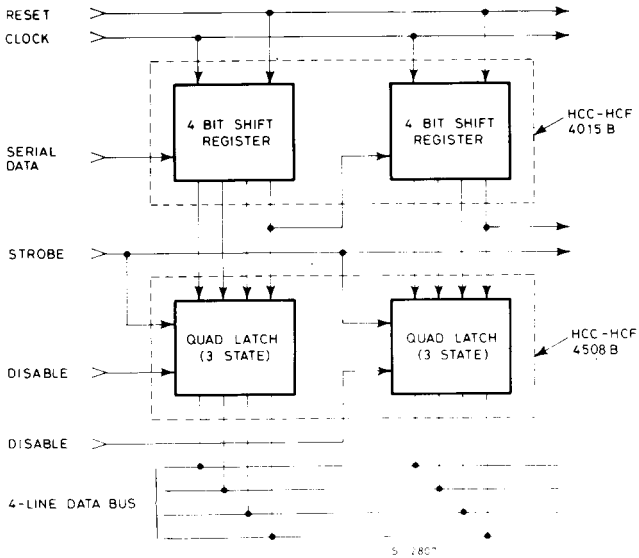 RESET
CLOCK
4 BIT SHIFT
REGISTER
4 BIT SHIFT
REGISTER
HCC-HCF
4015 B
SERIAL
DATA
STROBE
QUAD LATCH
(3 STATE)
QUAD LATCH
(3 STATE)
HCC-HCF
4508 B
DISABLE
DISABLE
4-LINE DATA BUS